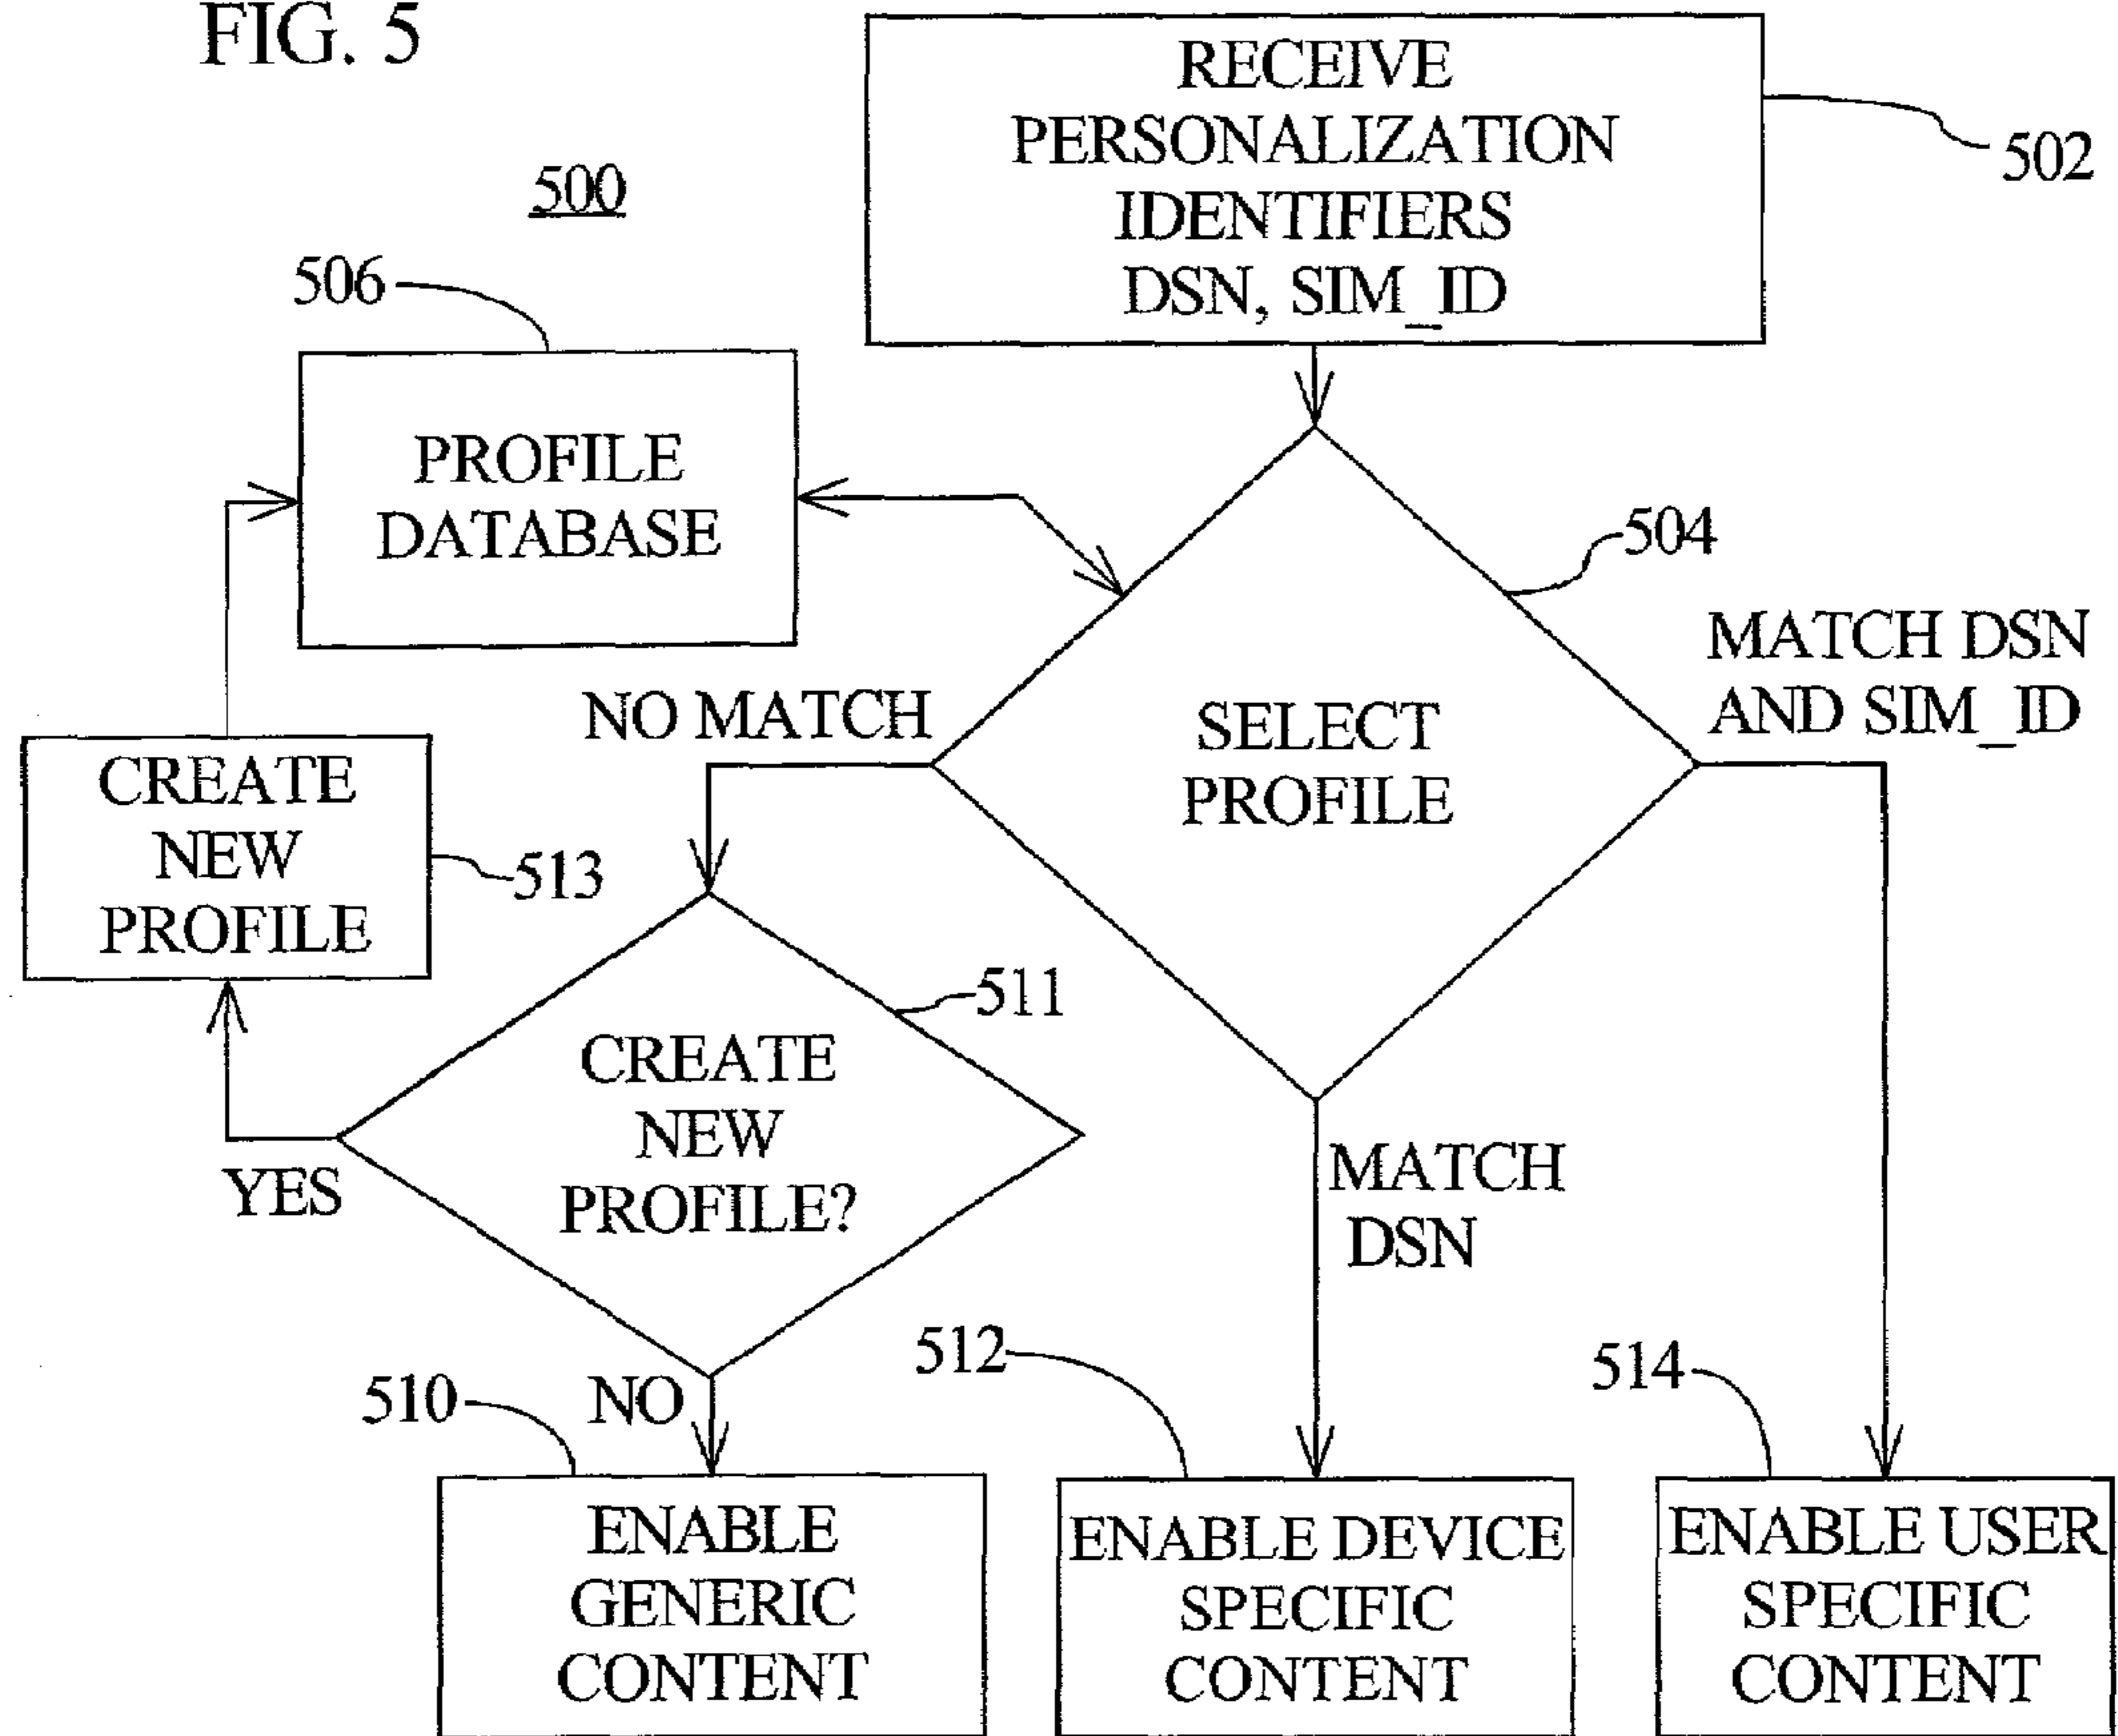 FIG. 5
500
RECEIVE
PERSONALIZATION
IDENTIFIERS
DSN, SIM_ID
502
506
PROFILE
DATABASE
504
SELECT
PROFILE
NO MATCH
MATCH DSN
AND SIM_ID
CREATE
NEW
PROFILE
513
511
CREATE
NEW
PROFILE?
YES
NO
MATCH
DSN
510
ENABLE
GENERIC
CONTENT
512
ENABLE DEVICE
SPECIFIC
CONTENT
514
ENABLE USER
SPECIFIC
CONTENT